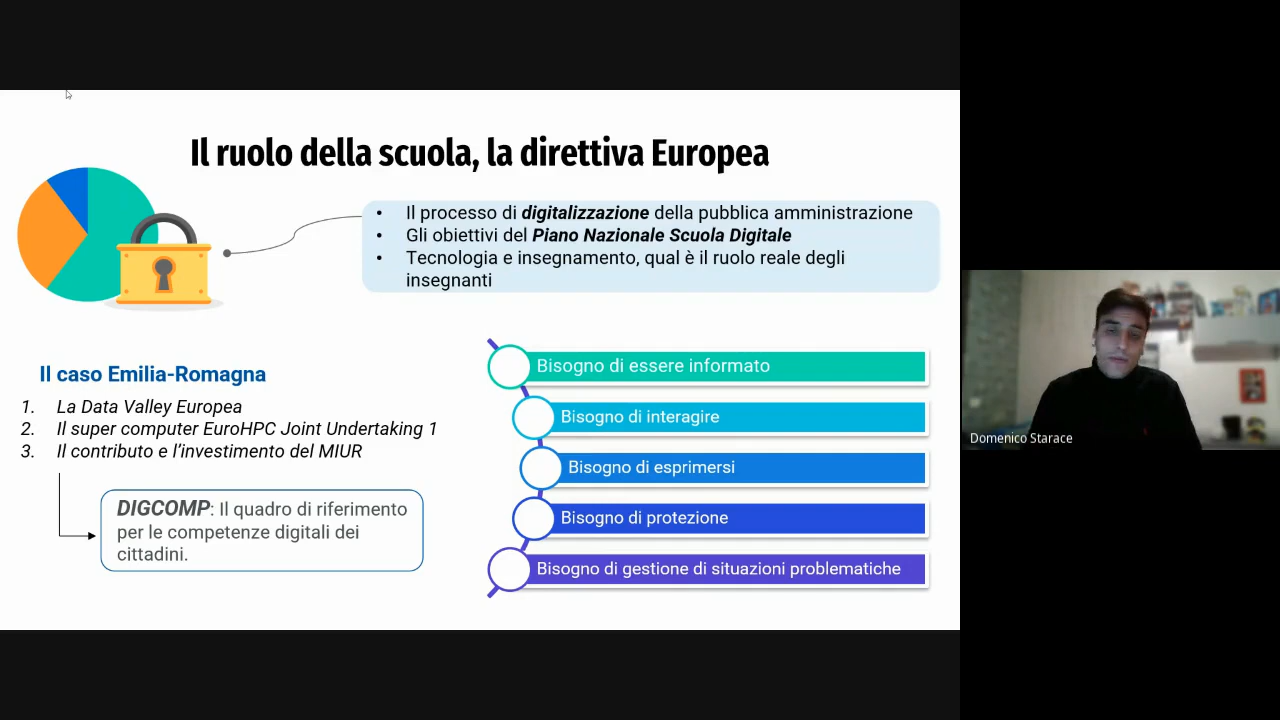 Il ruolo della scuola, la direttiva Europea
• Il processo di digitalizzazione della pubblica amministrazione
• Gli obiettivi del Piano Nazionale Scuola Digitale
• Tecnologia e insegnamento, qual è il ruolo reale degli
insegnanti
Il caso Emilia-Romagna
1. La Data Valley Europea
2. Il super computer EuroHPC Joint Undertaking 1
3. Il contributo e l’investimento del MIUR
DIGCOMP: Il quadro di riferimento
per le competenze digitali dei
cittadini.
Bisogno di essere informato
Bisogno di interagire
Bisogno di esprimersi
Bisogno di protezione
Bisogno di gestione di situazioni problematiche
Domenico Starace